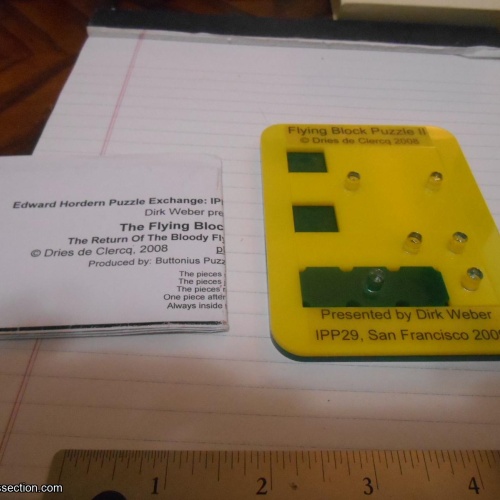 Edward Hordern Puzzle Exchange: IP
Dirk Weber pre
The Flying Bloc
The Return Of The Bloody Fl
© Dries de Clercq, 2008
Produced by: Buttonius Puzz
The pieces
The pieces
The pieces
One piece after
Always inside
Flying Block Puzzle II
© Dries de Clercq 2008
Presented by Dirk Weber
IPP29, San Francisco 2009
1 2 3 4
ssection.com